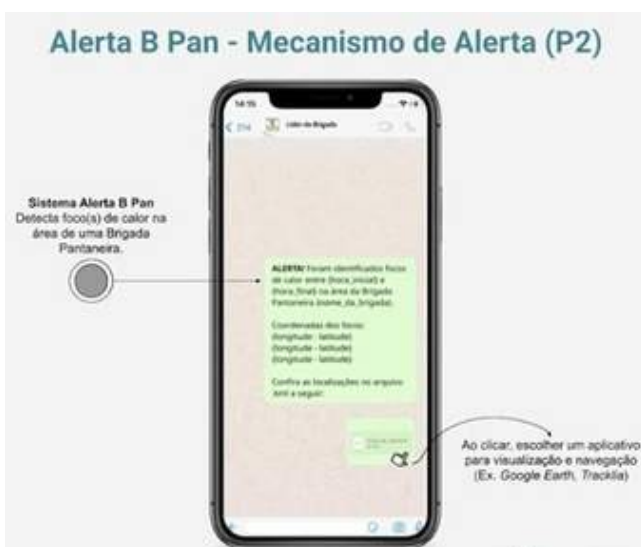 Alerta B Pan - Mecanismo de Alerta (P2)
14:15
Líder da Brigada
Sistema Alerta B Pan
Detecta foco(s) de calor na
área de uma Brigada
Pantaneira.
ALERTA! Foram identificados focos
de calor entre {hora_inicial} e
{hora_final} na área da Brigada
Pantaneira {nome_da_brigada}.
Coordenadas dos focos:
{longitude - latitude}
{longitude - latitude}
{longitude - latitude}
Confira as localizações no arquivo
.kml a seguir:
Ao clicar, escolher um aplicativo
para visualização e navegação
(Ex. Google Earth, Tracklia)